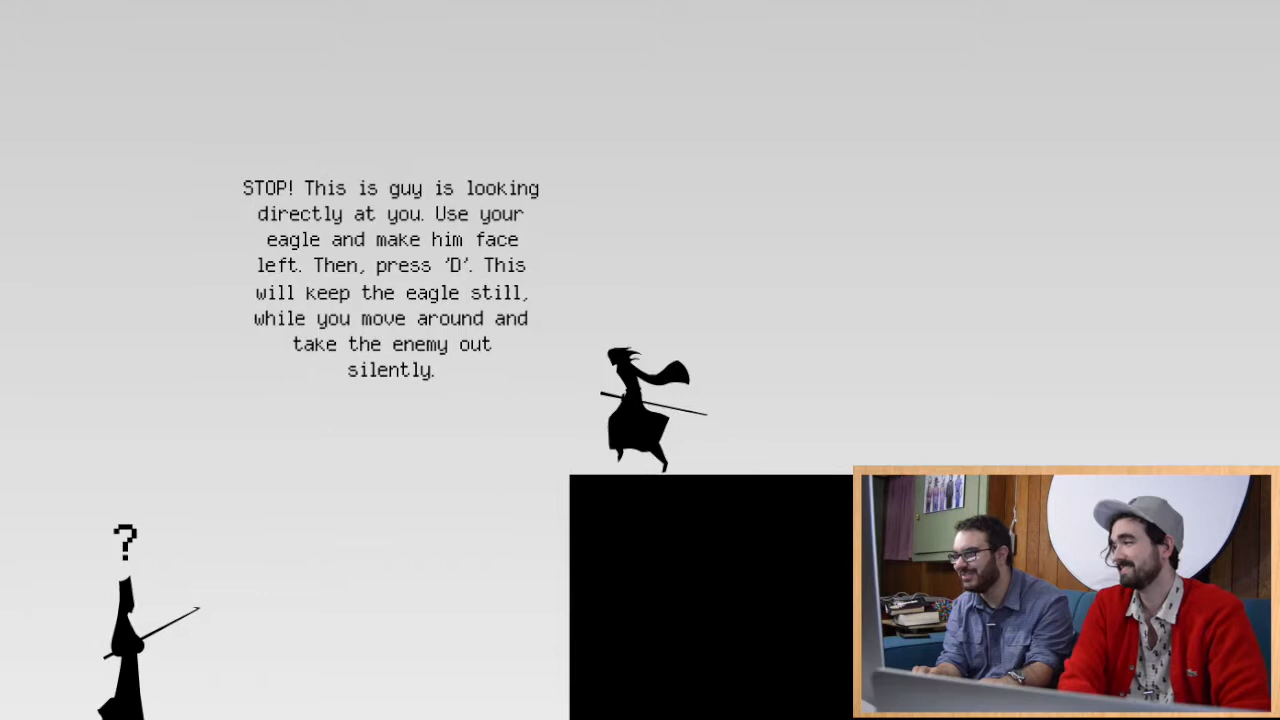 STOP! This is guy is looking
directly at you. Use your
eagle and make him face
left. Then, press 'D'. This
will keep the eagle still,
while you move around and
take the enemy out
silently.
?